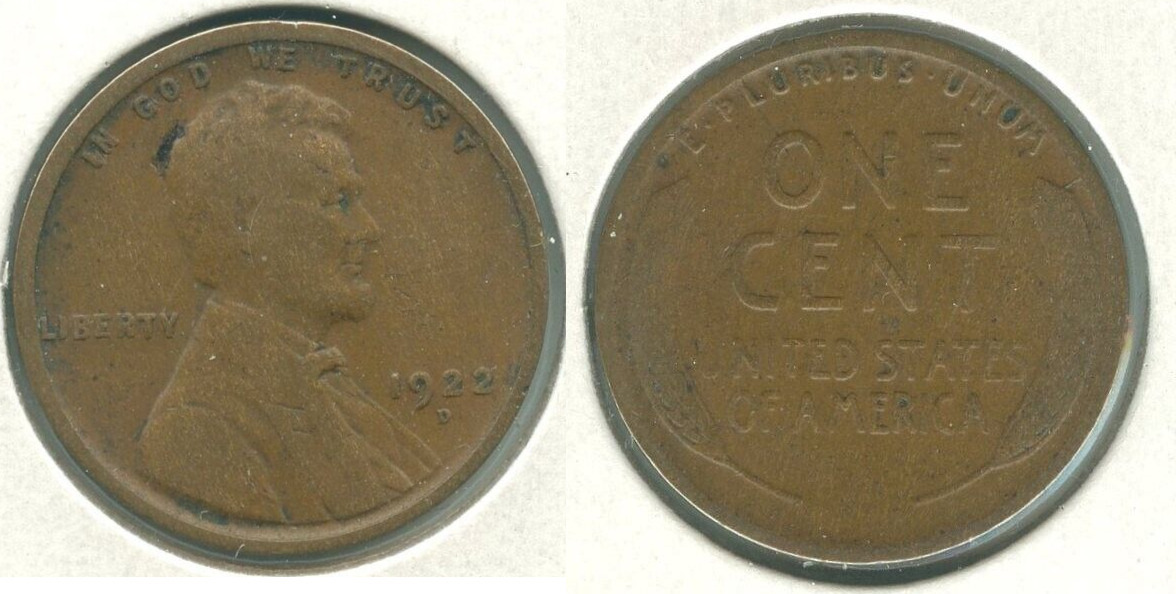 IN GOD WE TRUST
LIBERTY
1922
D
E·PLURIBUS·UNUM
ONE
CENT
UNITED STATES
OF AMERICA